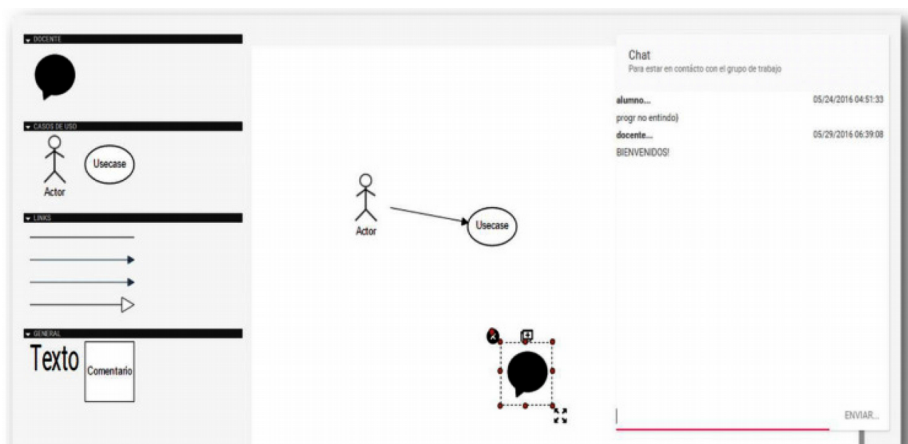 DOCENTE
CASOS DE USO
Actor
Usecase
LINKS
GENERAL
Texto
Comentario
Actor
Usecase
Chat
Para estar en contácto con el grupo de trabajo
alumno... 05/24/2016 04:51:33
progr no entindo}
docente... 05/29/2016 06:39:08
BIENVENIDOS!
ENVIAR...